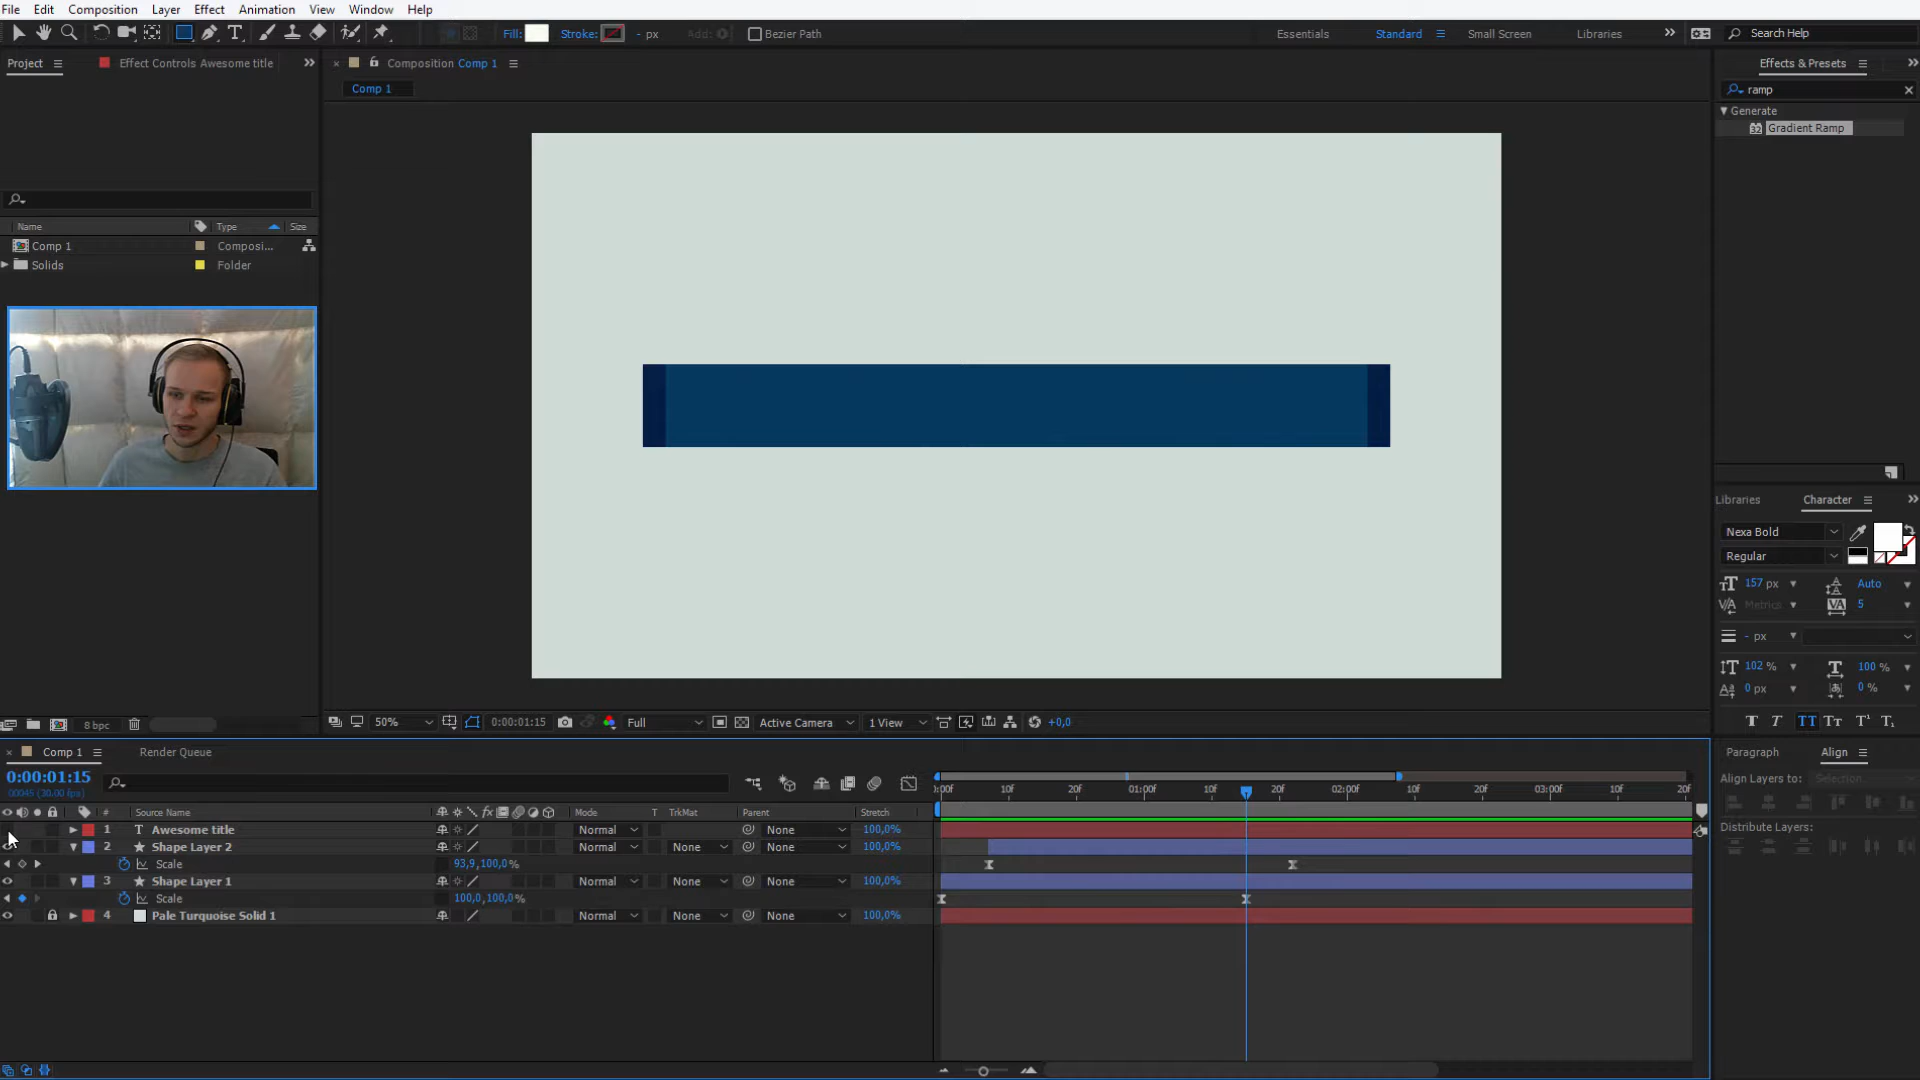 File Edit Composition Layer Effect Animation View Window Help
Fill: Stroke: - px Add: Bezier Path Essentials Standard Small Screen Libraries Search Help
Project Effect Controls Awesome title
Composition Comp 1
Effects & Presets
Comp 1
ramp
Generate
32 Gradient Ramp
Name Type Size
Comp 1 Composi...
Solids Folder
Libraries Character
Nexa Bold
Regular
157 px Auto
Metrics 5
- px
102 % 100 %
0 px 0 %
8 bpc
50% 0:00:01:15 Full Active Camera 1 View +0,0
Comp 1 Render Queue
Paragraph Align
0:00:01:15
00045 (30.00 fps)
Align Layers to: Selection
Distribute Layers:
:00f 10f 20f 01:00f 10f 20f 02:00f 10f 20f 03:00f 10f 20f
# Source Name Mode T TrkMat Parent Stretch
1 T Awesome title Normal None 100,0%
2 Shape Layer 2 Normal None None 100,0%
Scale 93,9,100,0%
3 Shape Layer 1 Normal None None 100,0%
Scale 100,0,100,0%
4 Pale Turquoise Solid 1 Normal None None 100,0%